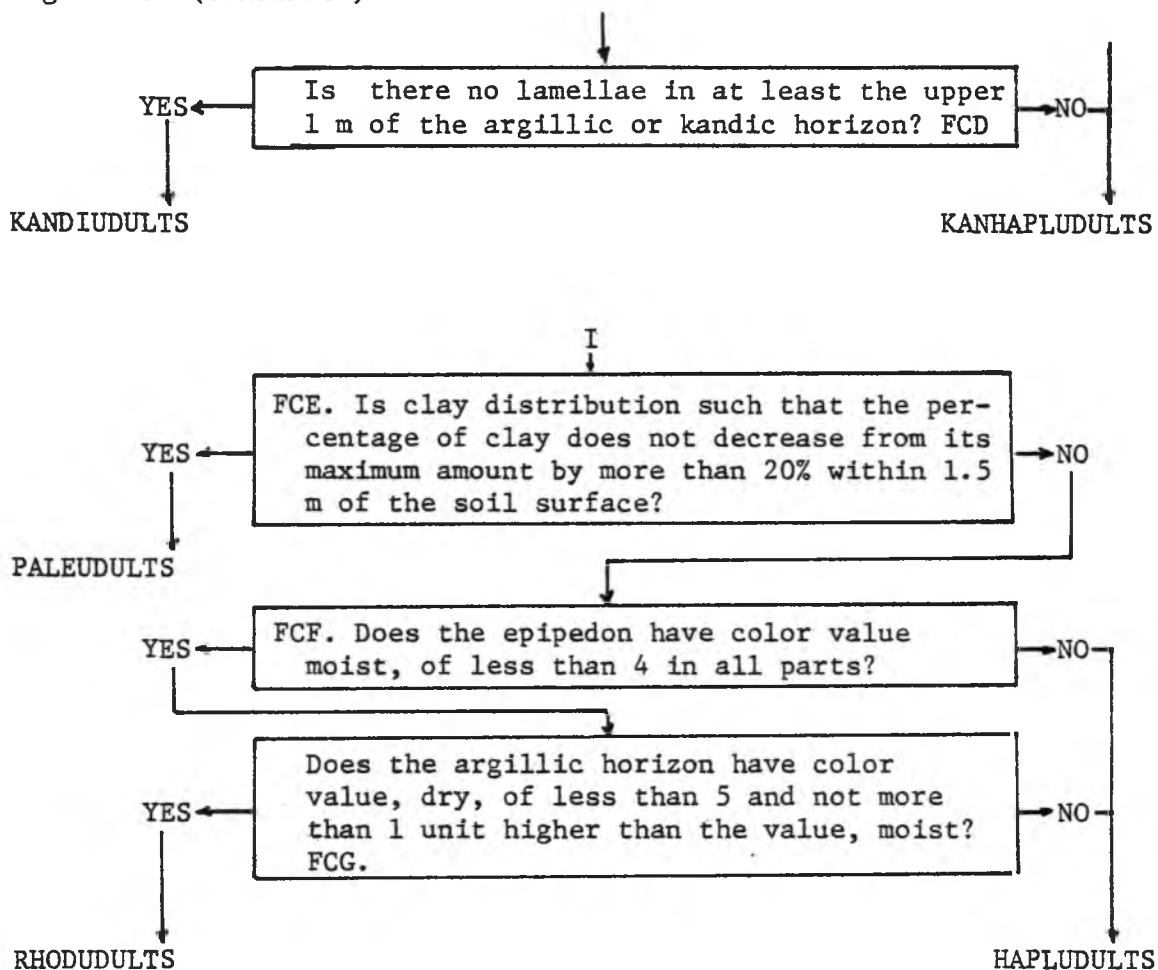 Is there no lamellae in at least the upper
YES
1 m of the argillic or kandic horizon? FCD
NO
KANDIUDULTS
KANHAPLUDULTS
I
FCE. Is clay distribution such that the per-
centage of clay does not decrease from its
YES
maximum amount by more than 20% within 1.5
NO
m of the soil surface?
PALEUDULTS
FCF. Does the epipedon have color value
YES
moist, of less than 4 in all parts?
NO
Does the argillic horizon have color
value, dry, of less than 5 and not more
YES
than 1 unit higher than the value, moist?
NO
FCG.
RHODUDULTS
HAPLUDULTS